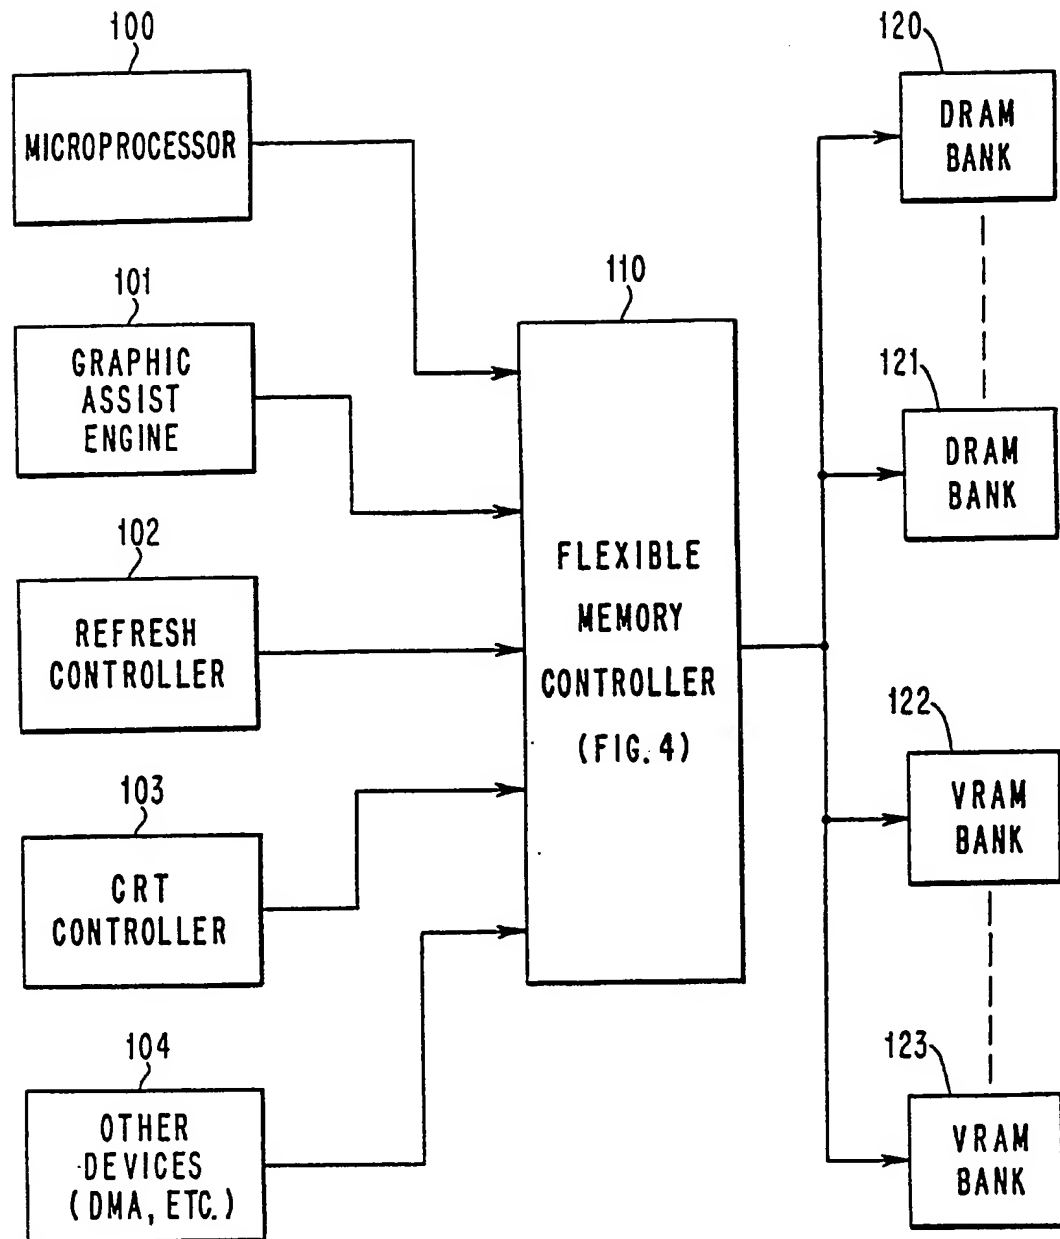 100
MICROPROCESSOR
101
GRAPHIC
ASSIST
ENGINE
102
REFRESH
CONTROLLER
103
CRT
CONTROLLER
104
OTHER
DEVICES
(DMA, ETC.)
110
FLEXIBLE
MEMORY
CONTROLLER
(FIG. 4)
120
DRAM
BANK
121
DRAM
BANK
122
VRAM
BANK
123
VRAM
BANK